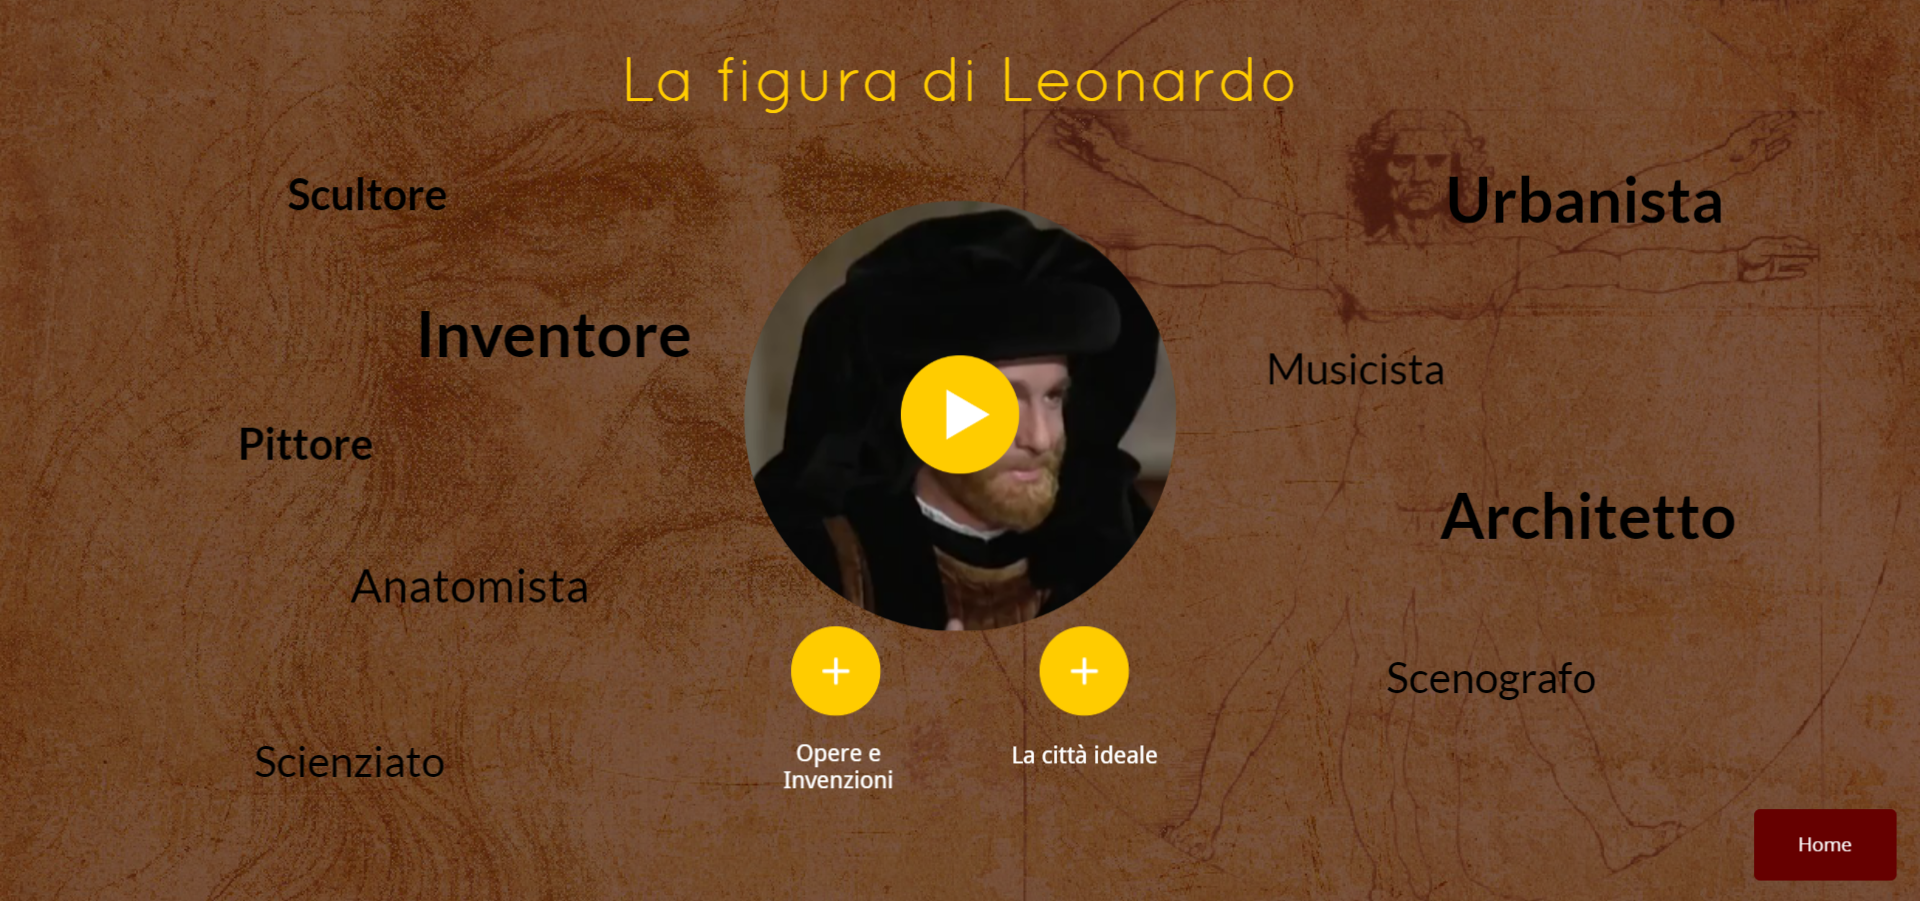 La figura di Leonardo
Scultore
Urbanista
Inventore
Musicista
Pittore
Architetto
Anatomista
Scenografo
Scienziato
Opere e
Invenzioni
La città ideale
Home